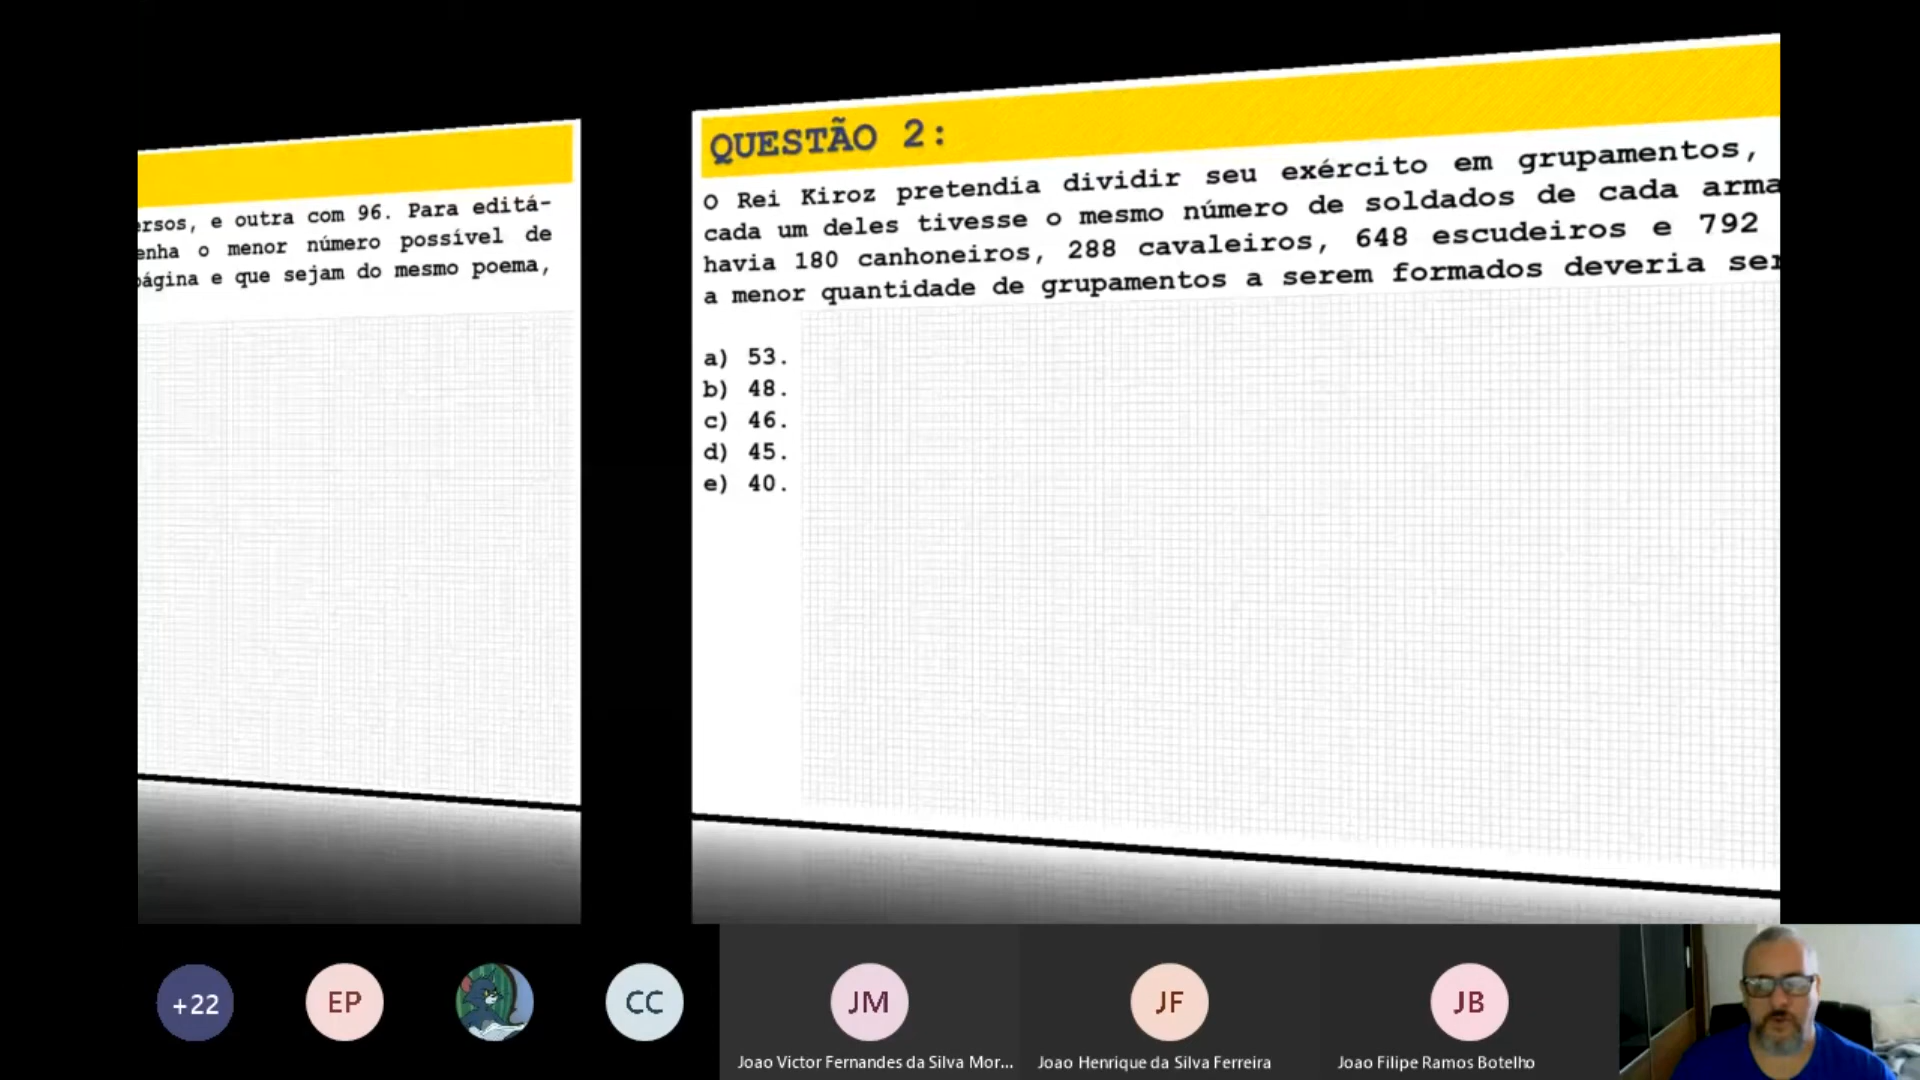 ersos, e outra com 96. Para editá-
enha o menor número possível de
página e que sejam do mesmo poema,
QUESTÃO 2:
O Rei Kiroz pretendia dividir seu exército em grupamentos,
cada um deles tivesse o mesmo número de soldados de cada arma
havia 180 canhoneiros, 288 cavaleiros, 648 escudeiros e 792
a menor quantidade de grupamentos a serem formados deveria ser
a) 53.
b) 48.
c) 46.
d) 45.
e) 40.
+22
EP
CC
JM
JF
JB
Joao Victor Fernandes da Silva Mor...
Joao Henrique da Silva Ferreira
Joao Filipe Ramos Botelho